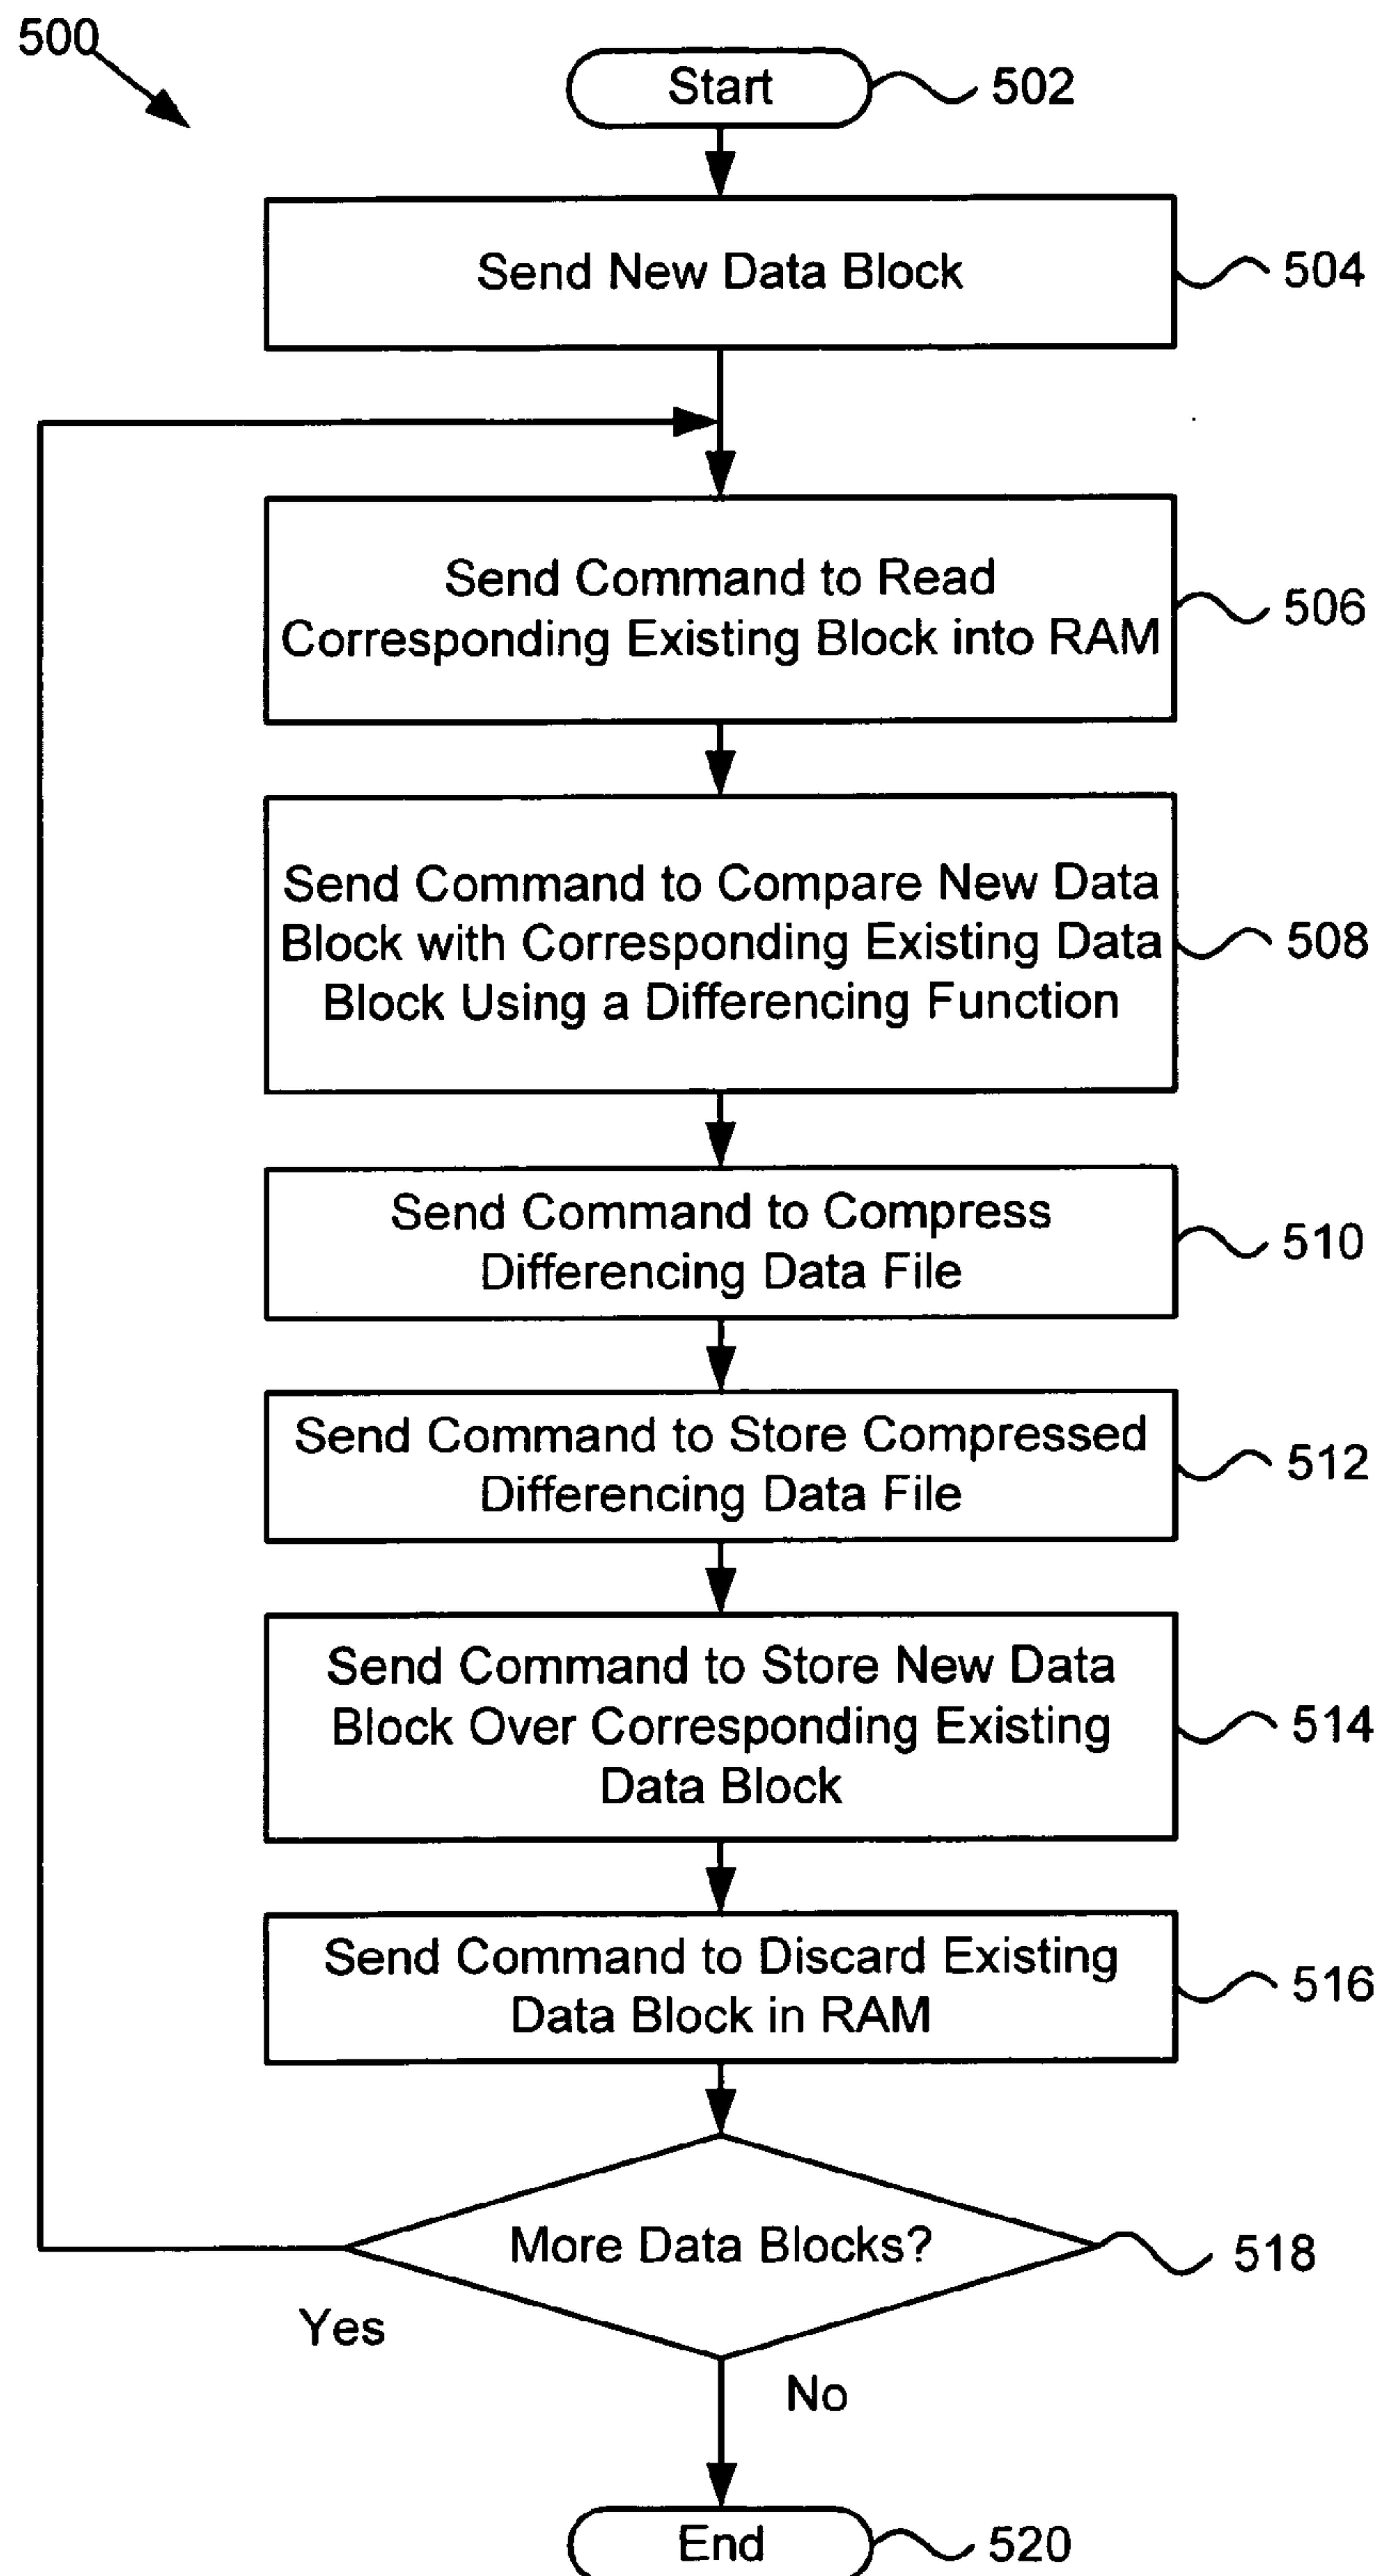 500
Start
502
Send New Data Block
504
Send Command to Read
Corresponding Existing Block into RAM
506
Send Command to Compare New Data
Block with Corresponding Existing Data
Block Using a Differencing Function
508
Send Command to Compress
Differencing Data File
510
Send Command to Store Compressed
Differencing Data File
512
Send Command to Store New Data
Block Over Corresponding Existing
Data Block
514
Send Command to Discard Existing
Data Block in RAM
516
More Data Blocks?
518
Yes
No
End
520